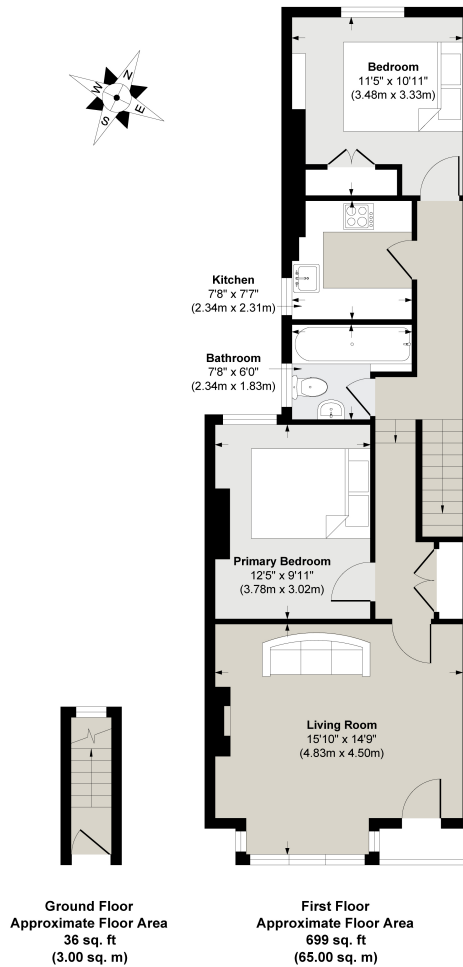 N
W
E
S
Bedroom
11'5" x 10'11"
(3.48m x 3.33m)
Kitchen
7'8" x 7'7"
(2.34m x 2.31m)
Bathroom
7'8" x 6'0"
(2.34m x 1.83m)
Primary Bedroom
12'5" x 9'11"
(3.78m x 3.02m)
Living Room
15'10" x 14'9"
(4.83m x 4.50m)
Ground Floor
Approximate Floor Area
36 sq. ft
(3.00 sq. m)
First Floor
Approximate Floor Area
699 sq. ft
(65.00 sq. m)